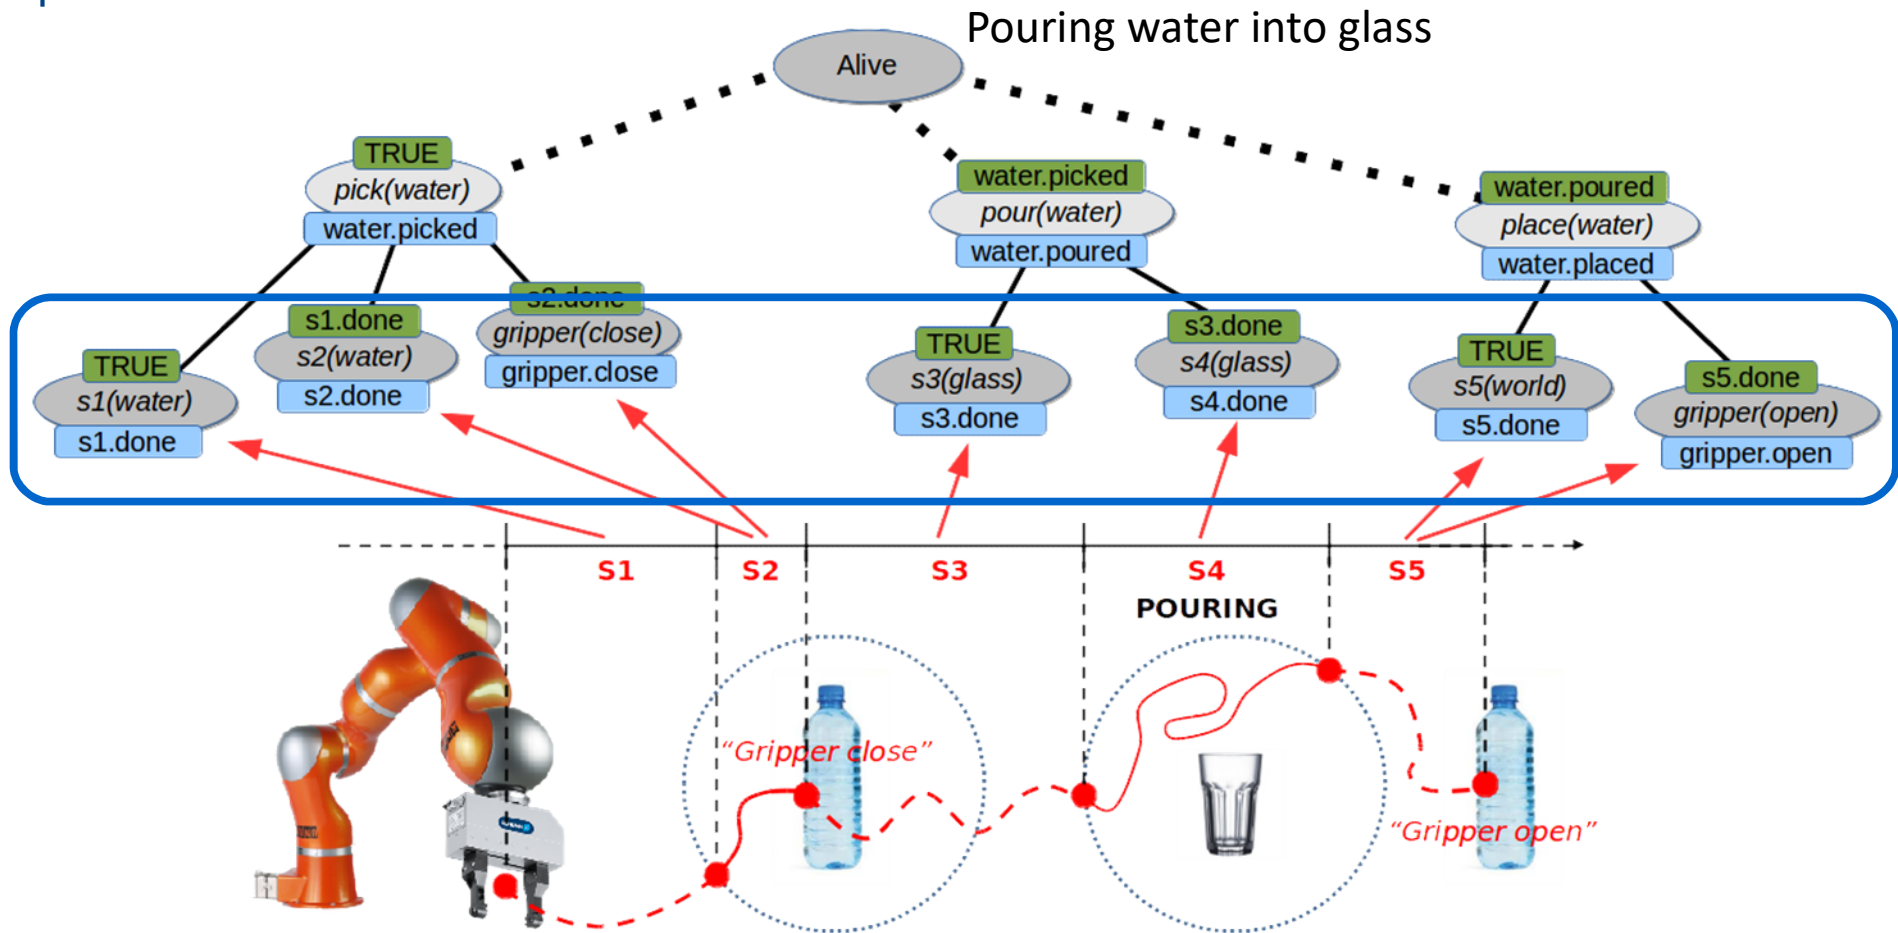 Pouring water into glass
Alive
TRUE
pick(water)
water.picked
water.picked
pour(water)
water.poured
water.poured
place(water)
water.placed
TRUE
s1(water)
s1.done
s1.done
s2(water)
s2.done
s2.done
gripper(close)
gripper.close
TRUE
s3(glass)
s3.done
s3.done
s4(glass)
s4.done
TRUE
s5(world)
s5.done
s5.done
gripper(open)
gripper.open
S1
S2
S3
S4
S5
POURING
“Gripper close”
“Gripper open”